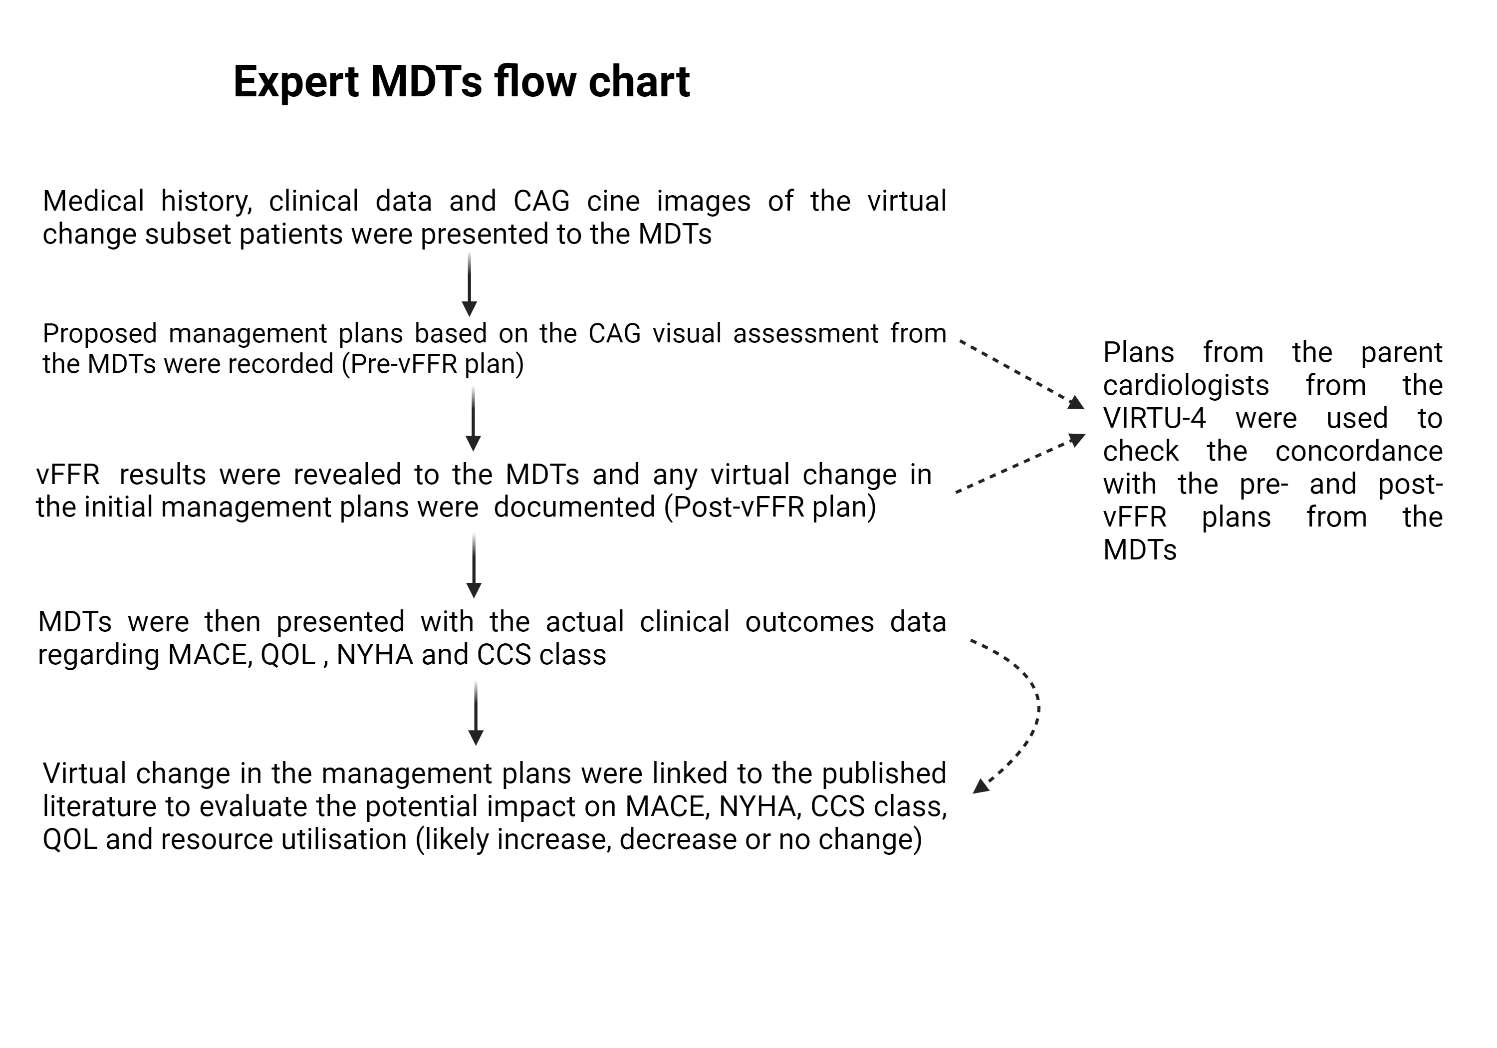 Expert MDTs flow chart
Medical history, clinical data and CAG cine images of the virtual
change subset patients were presented to the MDTs
Proposed management plans based on the CAG visual assessment from
the MDTs were recorded (Pre-vFFR plan)
vFFR results were revealed to the MDTs and any virtual change in
the initial management plans were documented (Post-vFFR plan)
MDTs were then presented with the actual clinical outcomes data
regarding MACE, QOL , NYHA and CCS class
Virtual change in the management plans were linked to the published
literature to evaluate the potential impact on MACE, NYHA, CCS class,
QOL and resource utilisation (likely increase, decrease or no change)
Plans from the parent
cardiologists from the
VIRTU-4 were used to
check the concordance
with the pre- and post-
vFFR plans from the
MDTs